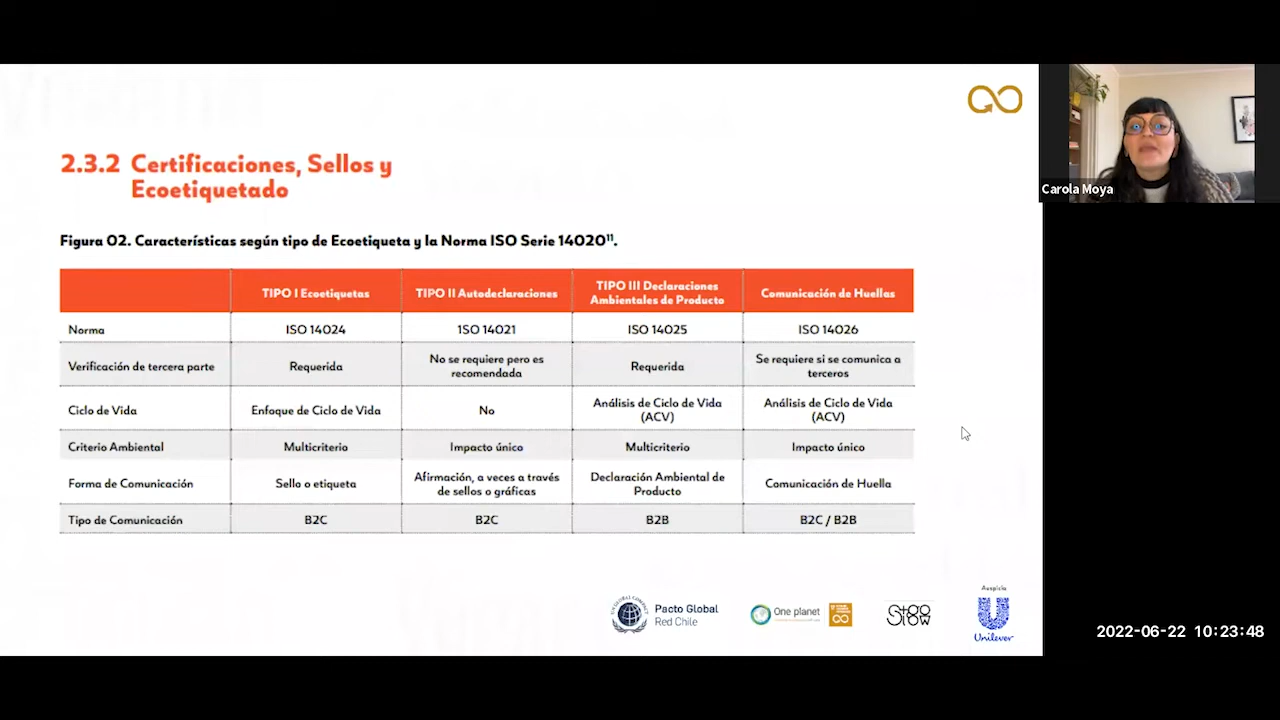 2.3.2 Certificaciones, Sellos y
Ecoetiquetado
Figura 02. Características según tipo de Ecoetiqueta y la Norma ISO Serie 14020¹¹.
TIPO I Ecoetiquetas
TIPO II Autodeclaraciones
TIPO III Declaraciones
Ambientales de Producto
Comunicación de Huellas
Norma
ISO 14024
1SO 14021
ISO 14025
ISO 14026
Verificación de tercera parte
Requerida
No se requiere pero es
recomendada
Requerida
Se requiere si se comunica a
terceros
Ciclo de Vida
Enfoque de Ciclo de Vida
No
Análisis de Ciclo de Vida
(ACV)
Análisis de Ciclo de Vida
(ACV)
Criterio Ambiental
Multicriterio
Impacto único
Multicriterio
Impacto único
Forma de Comunicación
Sello o etiqueta
Afirmación, a veces a través
de sellos o gráficas
Declaración Ambiental de
Producto
Comunicación de Huella
Tipo de Comunicación
B2C
B2C
B2B
B2C / B2B
Carola Moya
Pacto Global
Red Chile
One planet
Stgo
Slow
Auspicia
Unilever
2022-06-22 10:23:48